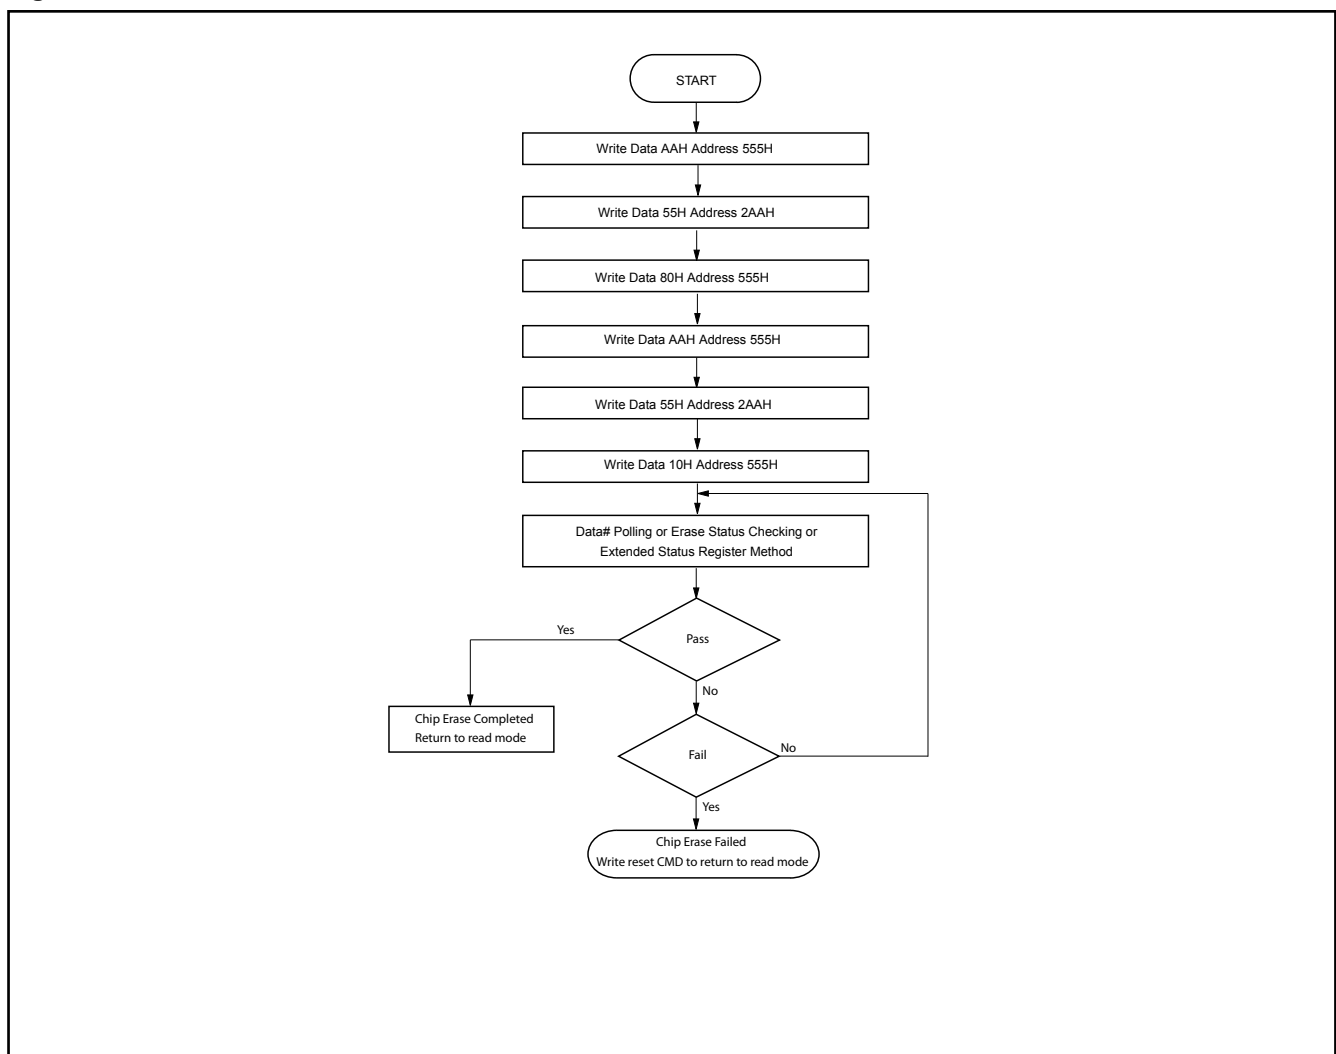 START
Write Data AAH Address 555H
Write Data 55H Address 2AAH
Write Data 80H Address 555H
Write Data AAH Address 555H
Write Data 55H Address 2AAH
Write Data 10H Address 555H
Data# Polling or Erase Status Checking or
Extended Status Register Method
Yes
Pass
No
Chip Erase Completed
Return to read mode
Fail
No
Yes
Chip Erase Failed
Write reset CMD to return to read mode